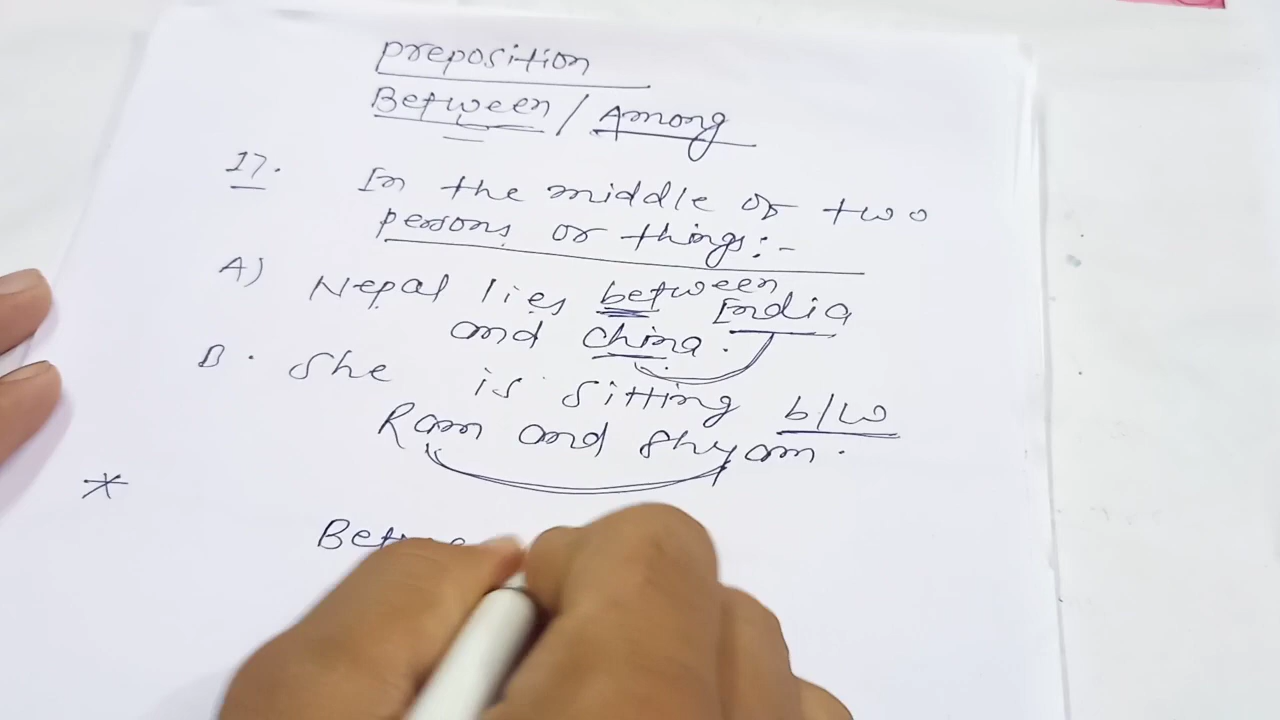 preposition
Between / Among
17. In the middle of two
persons or things:-
A) Nepal lies between
India
and china.
B. She is sitting b/w
Ram and Shyam.
*
Betwe